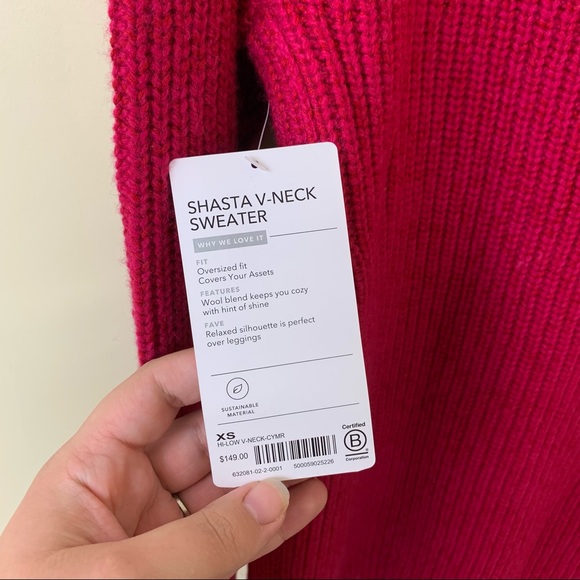 SHASTA V-NECK
SWEATER
WHY WE LOVE IT
FIT
Oversized fit
Covers Your Assets
FEATURES
Wool blend keeps you cozy
with hint of shine
FAVE
Relaxed silhouette is perfect
over leggings
SUSTAINABLE
MATERIAL
XS
HI-LOW V-NECK-CYMR
$149.00
632081-02-2-0001 500059025226
Certified
B
Corporation